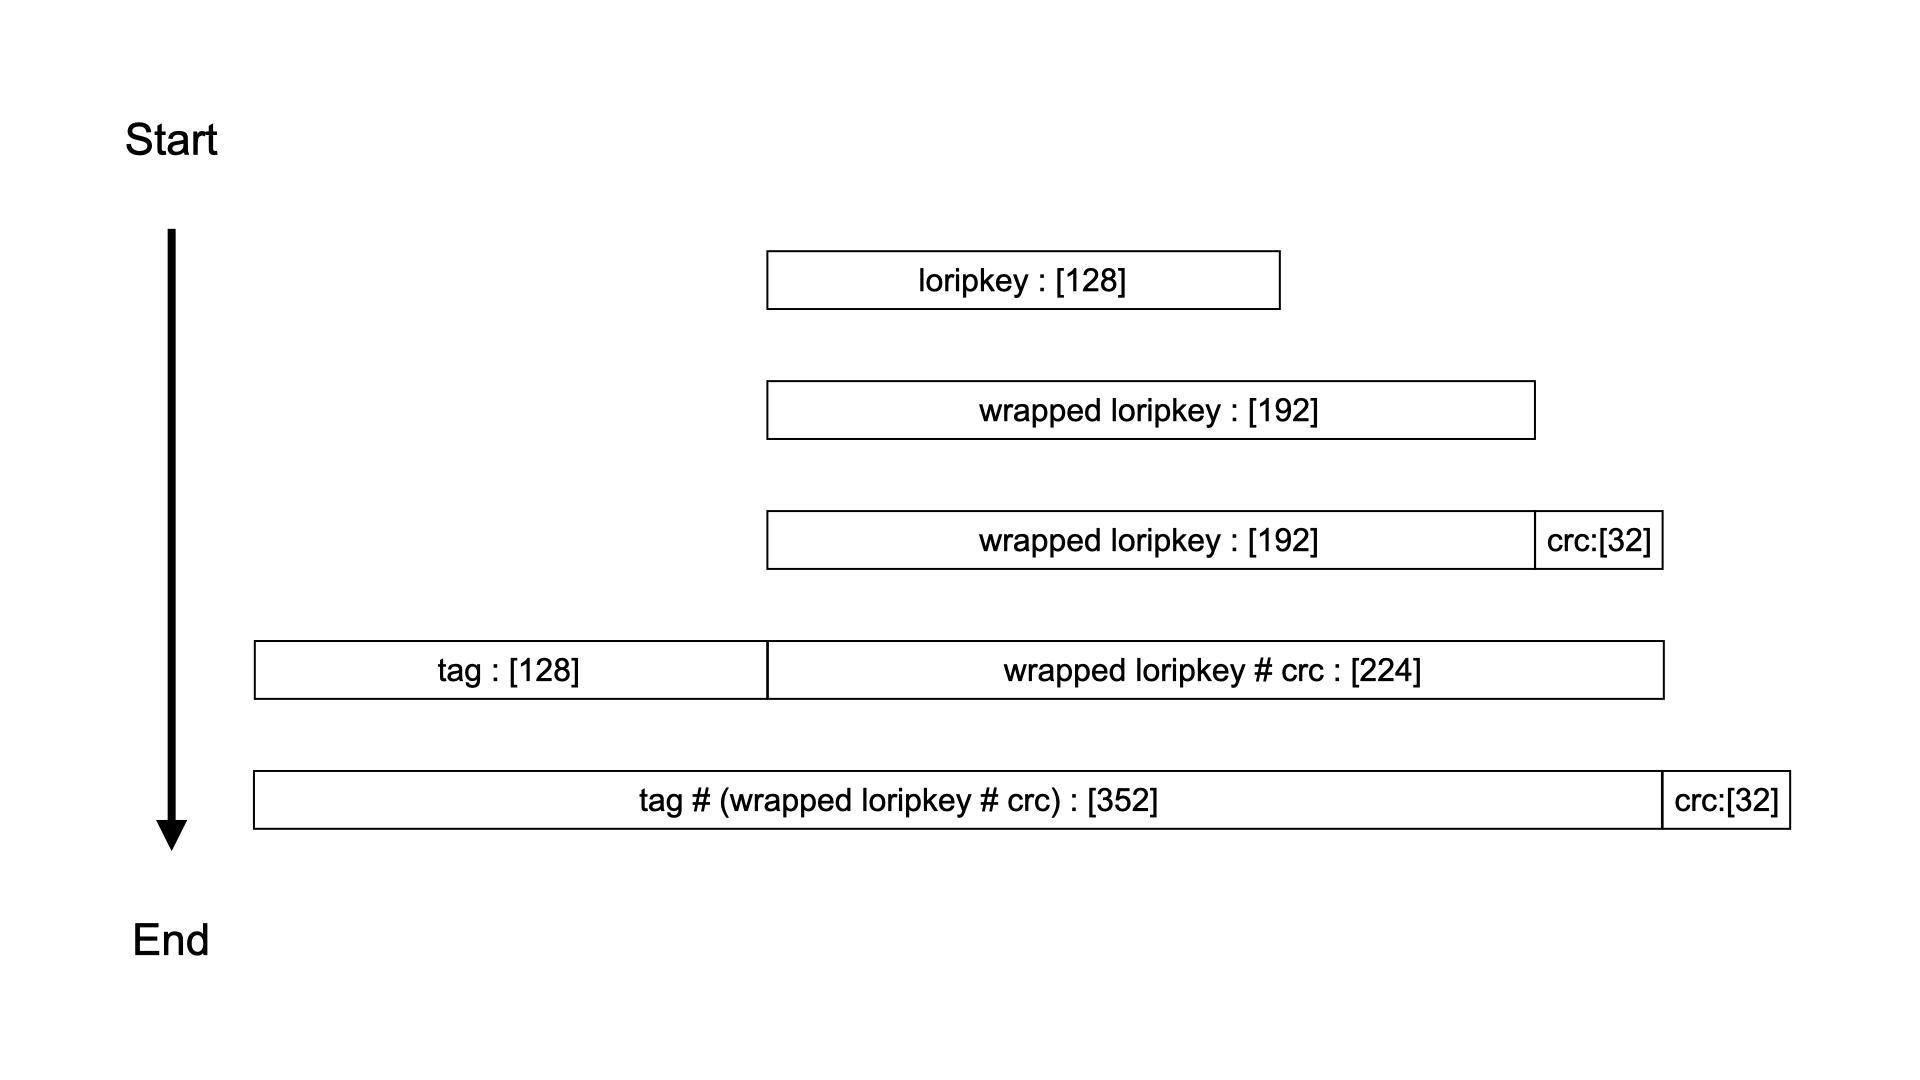 Start
loripkey : [128]
wrapped loripkey : [192]
wrapped loripkey : [192] crc:[32]
tag : [128] wrapped loripkey # crc : [224]
tag # (wrapped loripkey # crc) : [352] crc:[32]
End